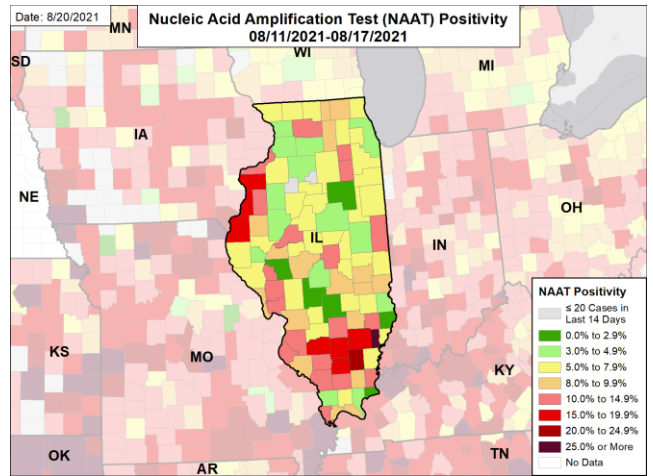 Date: 8/20/2021
Nucleic Acid Amplification Test (NAAT) Positivity
08/11/2021-08/17/2021
MN
SD
WI
MI
IA
NE
IL
IN
OH
KS
MO
KY
OK
AR
TN
NAAT Positivity
≤ 20 Cases in
Last 14 Days
0.0% to 2.9%
3.0% to 4.9%
5.0% to 7.9%
8.0% to 9.9%
10.0% to 14.9%
15.0% to 19.9%
20.0% to 24.9%
25.0% or More
No Data